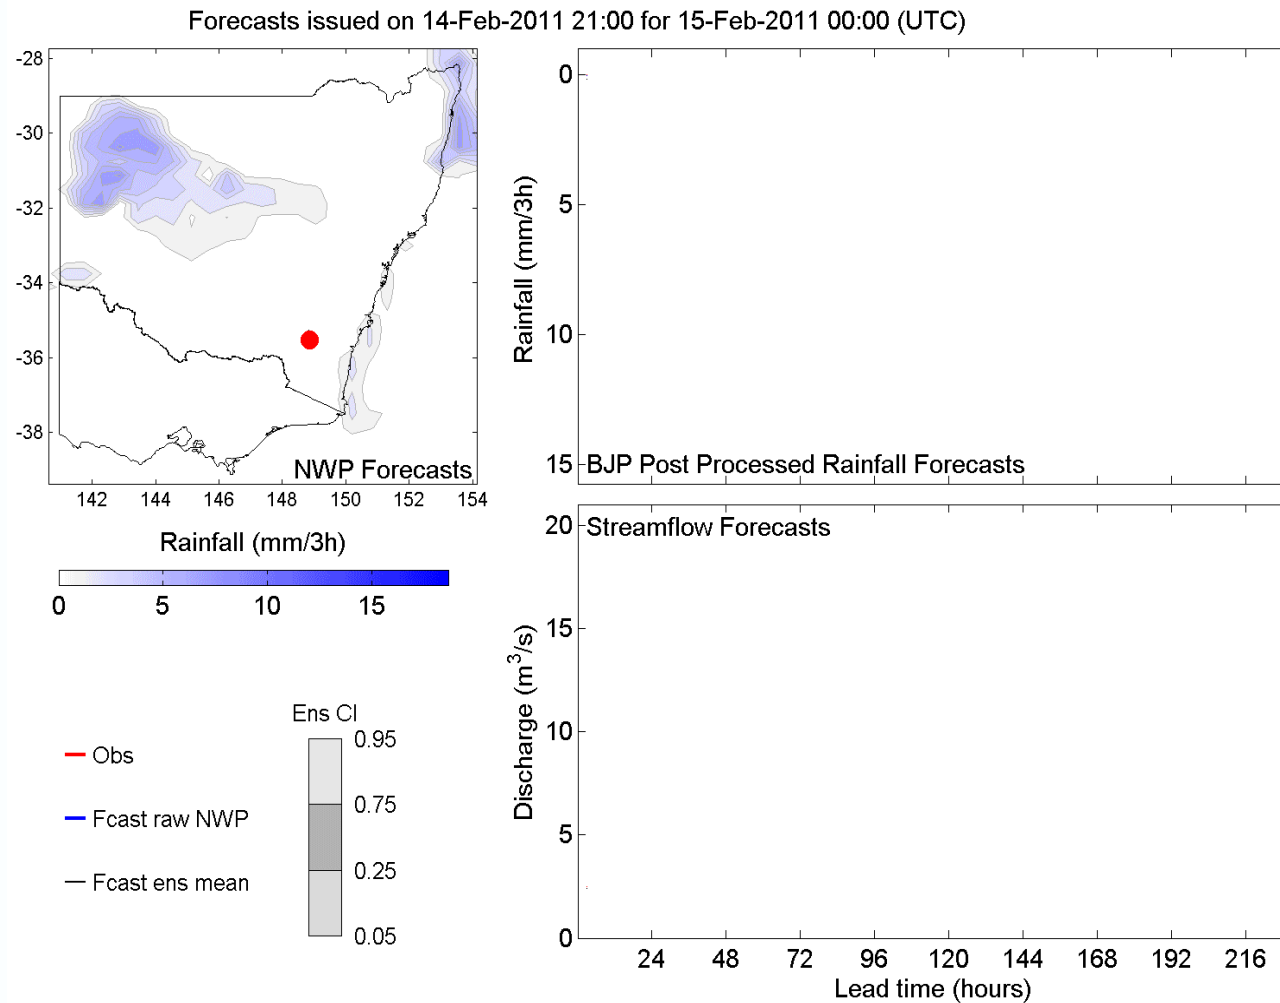 Forecasts issued on 14-Feb-2011 21:00 for 15-Feb-2011 00:00 (UTC)
-28
-30
-32
-34
-36
-38
NWP Forecasts
142 144 146 148 150 152 154
Rainfall (mm/3h)
0 5 10 15
Ens CI
0.95
0.75
0.25
0.05
Obs
Fcast raw NWP
Fcast ens mean
Rainfall (mm/3h)
0
5
10
15
BJP Post Processed Rainfall Forecasts
Streamflow Forecasts
Discharge (m³/s)
20
15
10
5
0
24 48 72 96 120 144 168 192 216
Lead time (hours)